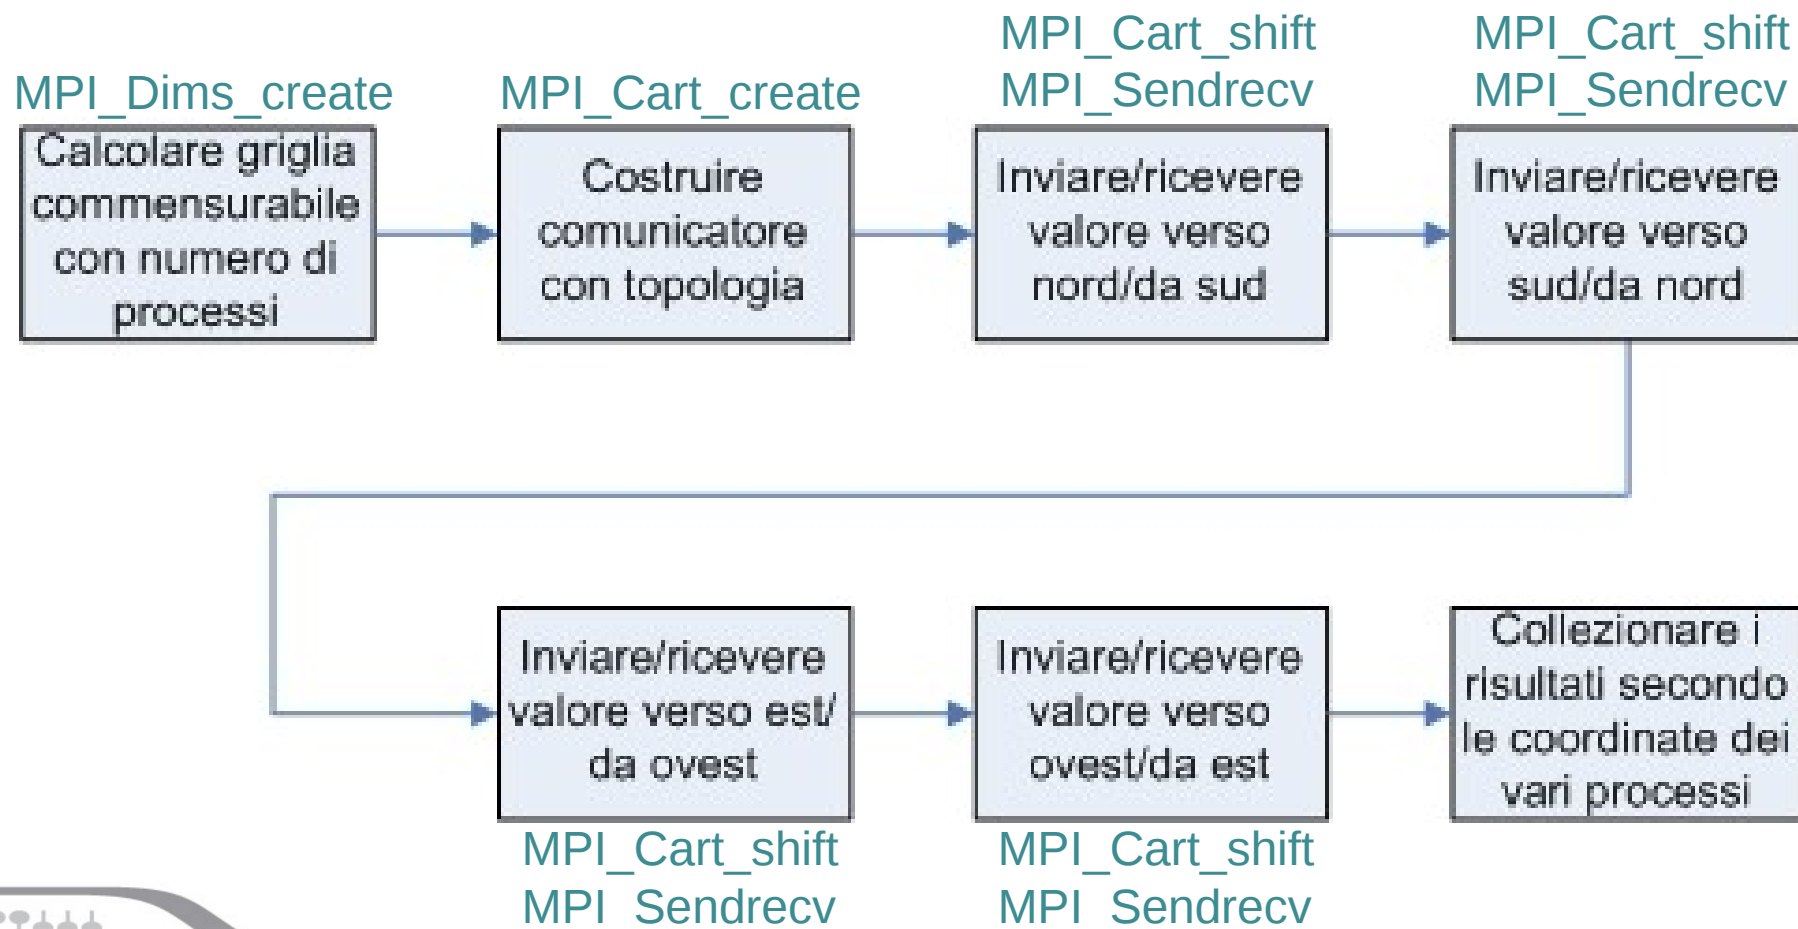 MPI_Dims_create
Calcolare griglia
commensurabile
con numero di
processi
MPI_Cart_create
Costruire
comunicatore
con topologia
MPI_Cart_shift
MPI_Sendrecv
Inviare/ricevere
valore verso
nord/da sud
MPI_Cart_shift
MPI_Sendrecv
Inviare/ricevere
valore verso
sud/da nord
Inviare/ricevere
valore verso est/
da ovest
MPI_Cart_shift
MPI_Sendrecv
Inviare/ricevere
valore verso
ovest/da est
MPI_Cart_shift
MPI_Sendrecv
Collezionare i
risultati secondo
le coordinate dei
vari processi